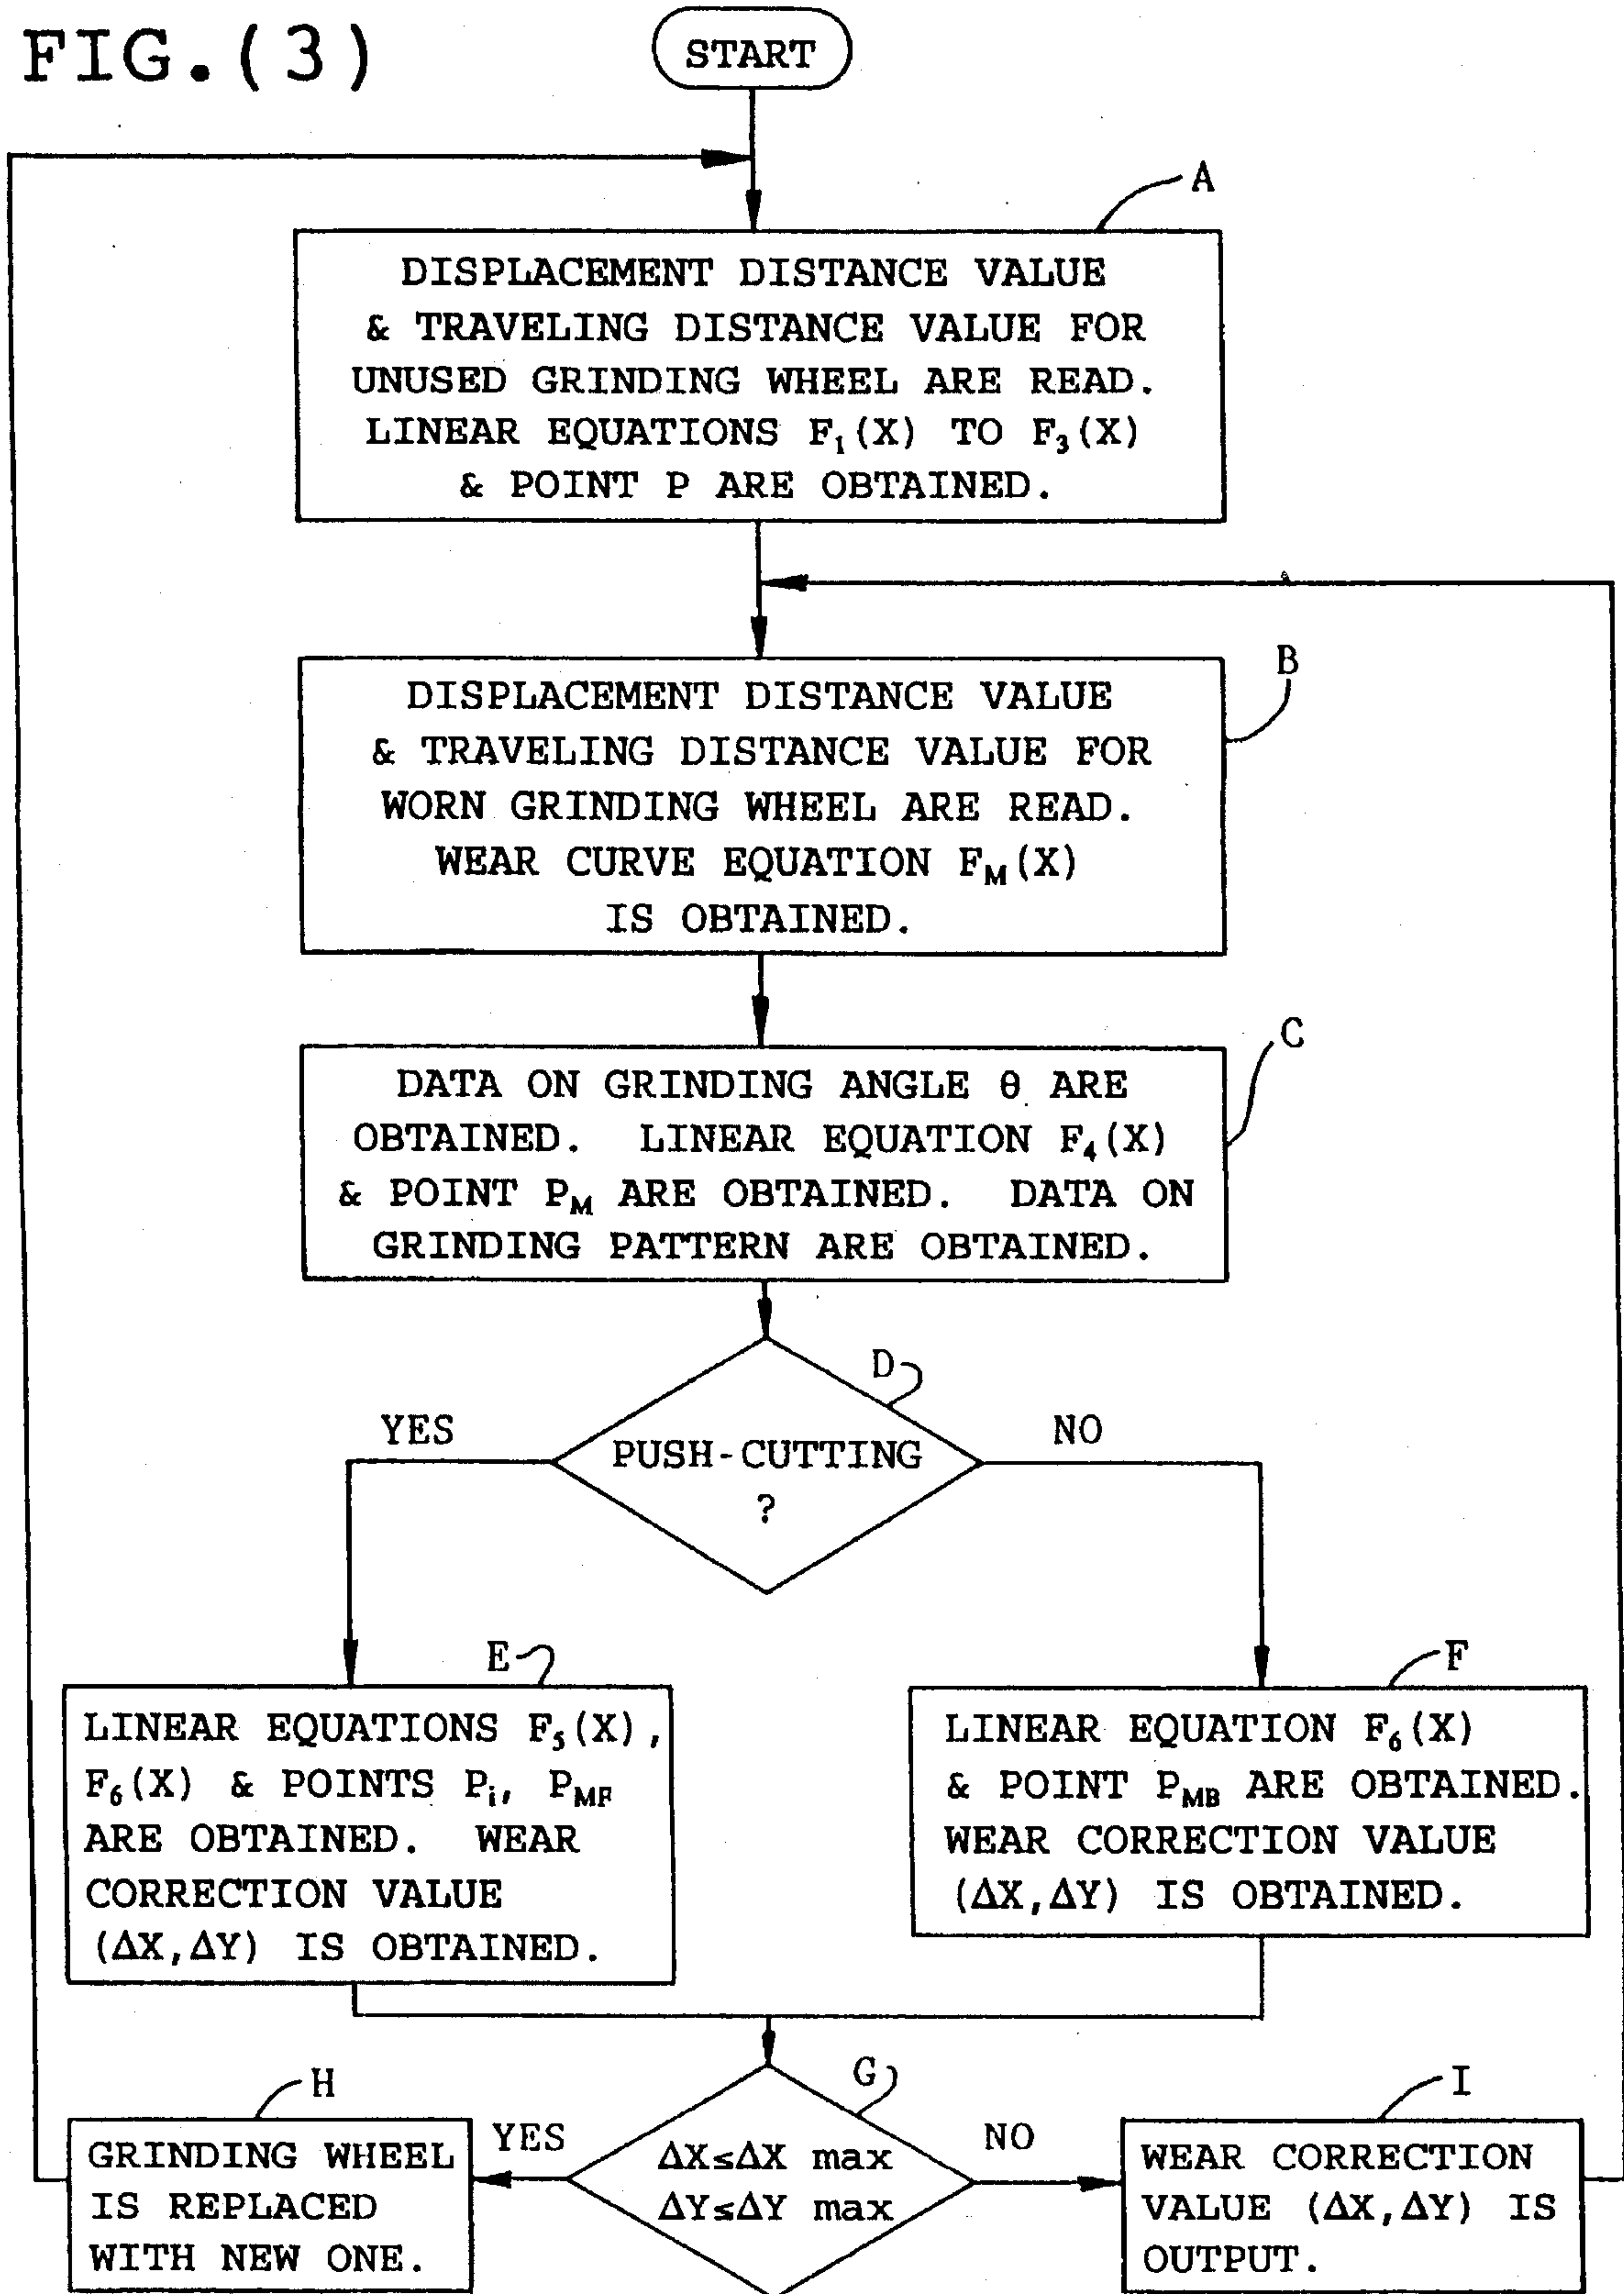 FIG.(3)
START
A
DISPLACEMENT DISTANCE VALUE
& TRAVELING DISTANCE VALUE FOR
UNUSED GRINDING WHEEL ARE READ.
LINEAR EQUATIONS F₁(X) TO F₃(X)
& POINT P ARE OBTAINED.
B
DISPLACEMENT DISTANCE VALUE
& TRAVELING DISTANCE VALUE FOR
WORN GRINDING WHEEL ARE READ.
WEAR CURVE EQUATION F_M(X)
IS OBTAINED.
C
DATA ON GRINDING ANGLE θ ARE
OBTAINED. LINEAR EQUATION F₄(X)
& POINT P_M ARE OBTAINED. DATA ON
GRINDING PATTERN ARE OBTAINED.
D
YES
NO
PUSH-CUTTING
?
E
LINEAR EQUATIONS F₅(X),
F₆(X) & POINTS P_i, P_MF
ARE OBTAINED. WEAR
CORRECTION VALUE
(ΔX,ΔY) IS OBTAINED.
F
LINEAR EQUATION F₆(X)
& POINT P_MB ARE OBTAINED.
WEAR CORRECTION VALUE
(ΔX,ΔY) IS OBTAINED.
G
YES
NO
ΔX≤ΔX max
ΔY≤ΔY max
H
GRINDING WHEEL
IS REPLACED
WITH NEW ONE.
I
WEAR CORRECTION
VALUE (ΔX,ΔY) IS
OUTPUT.